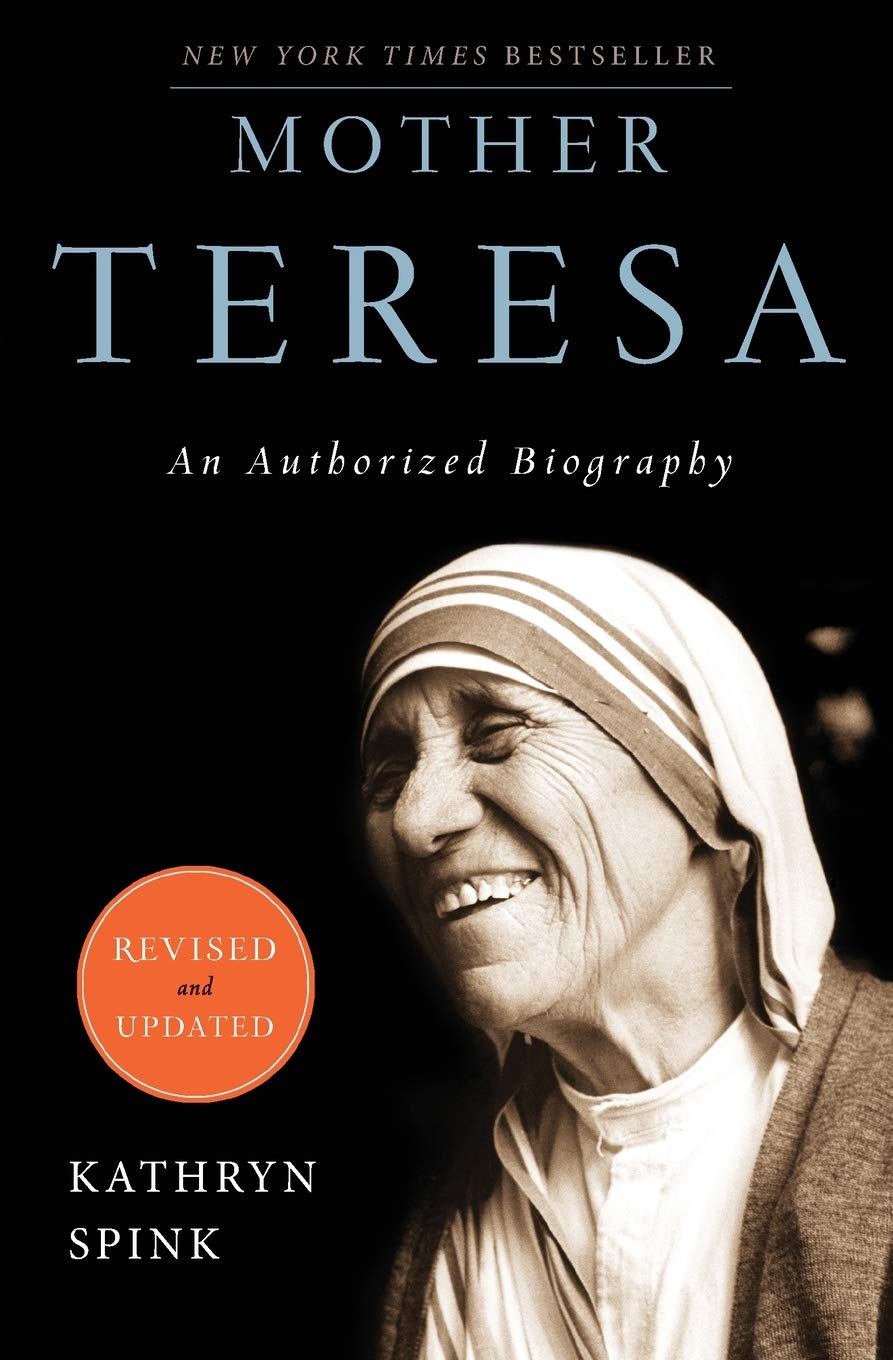 NEW YORK TIMES BESTSELLER
MOTHER
TERESA
An Authorized Biography
REVISED
and
UPDATED
KATHRYN
SPINK